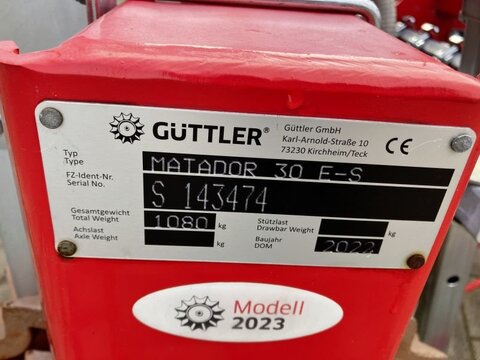 GÜTTLER®
Güttler GmbH
Karl-Arnold-Straße 10
73230 Kirchheim/Teck
CE
Typ
Type
MATADOR 30 E-S
FZ-Ident-Nr.
Serial No.
S 143474
Gesamtgewicht
Total Weight
1080 kg
Stützlast
Drawbar Weight
kg
Achslast
Axle Weight
kg
Baujahr
DOM
2022
Modell
2023